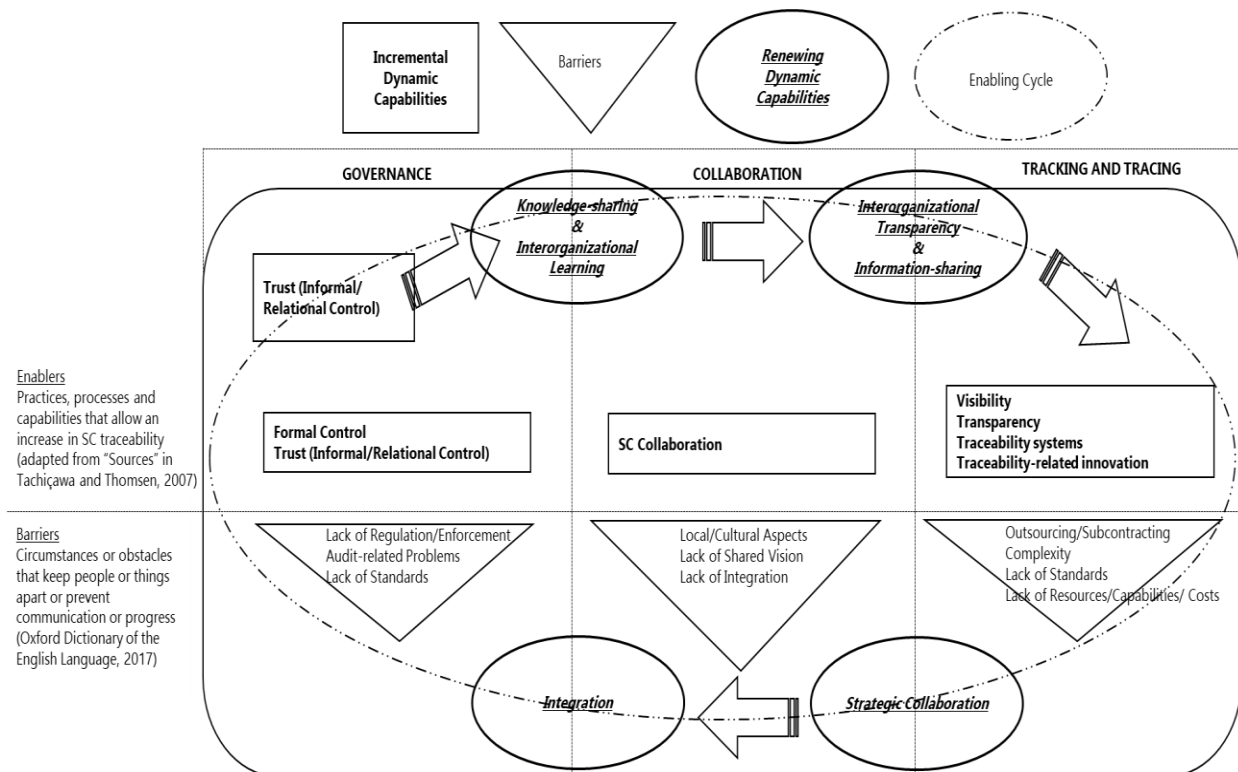 Incremental
Dynamic
Capabilities
Barriers
Renewing
Dynamic
Capabilities
Enabling Cycle
GOVERNANCE
COLLABORATION
TRACKING AND TRACING
Knowledge-sharing
&
Interorganizational
Learning
Interorganizational
Transparency
&
Information-sharing
Trust (Informal/
Relational Control)
Enablers
Practices, processes and
capabilities that allow an
increase in SC traceability
(adapted from “Sources” in
Tachiçawa and Thomsen, 2007)
Formal Control
Trust (Informal/Relational Control)
SC Collaboration
Visibility
Transparency
Traceability systems
Traceability-related innovation
Barriers
Circumstances or obstacles
that keep people or things
apart or prevent
communication or progress
(Oxford Dictionary of the
English Language, 2017)
Lack of Regulation/Enforcement
Audit-related Problems
Lack of Standards
Local/Cultural Aspects
Lack of Shared Vision
Lack of Integration
Outsourcing/Subcontracting
Complexity
Lack of Standards
Lack of Resources/Capabilities/ Costs
Integration
Strategic Collaboration